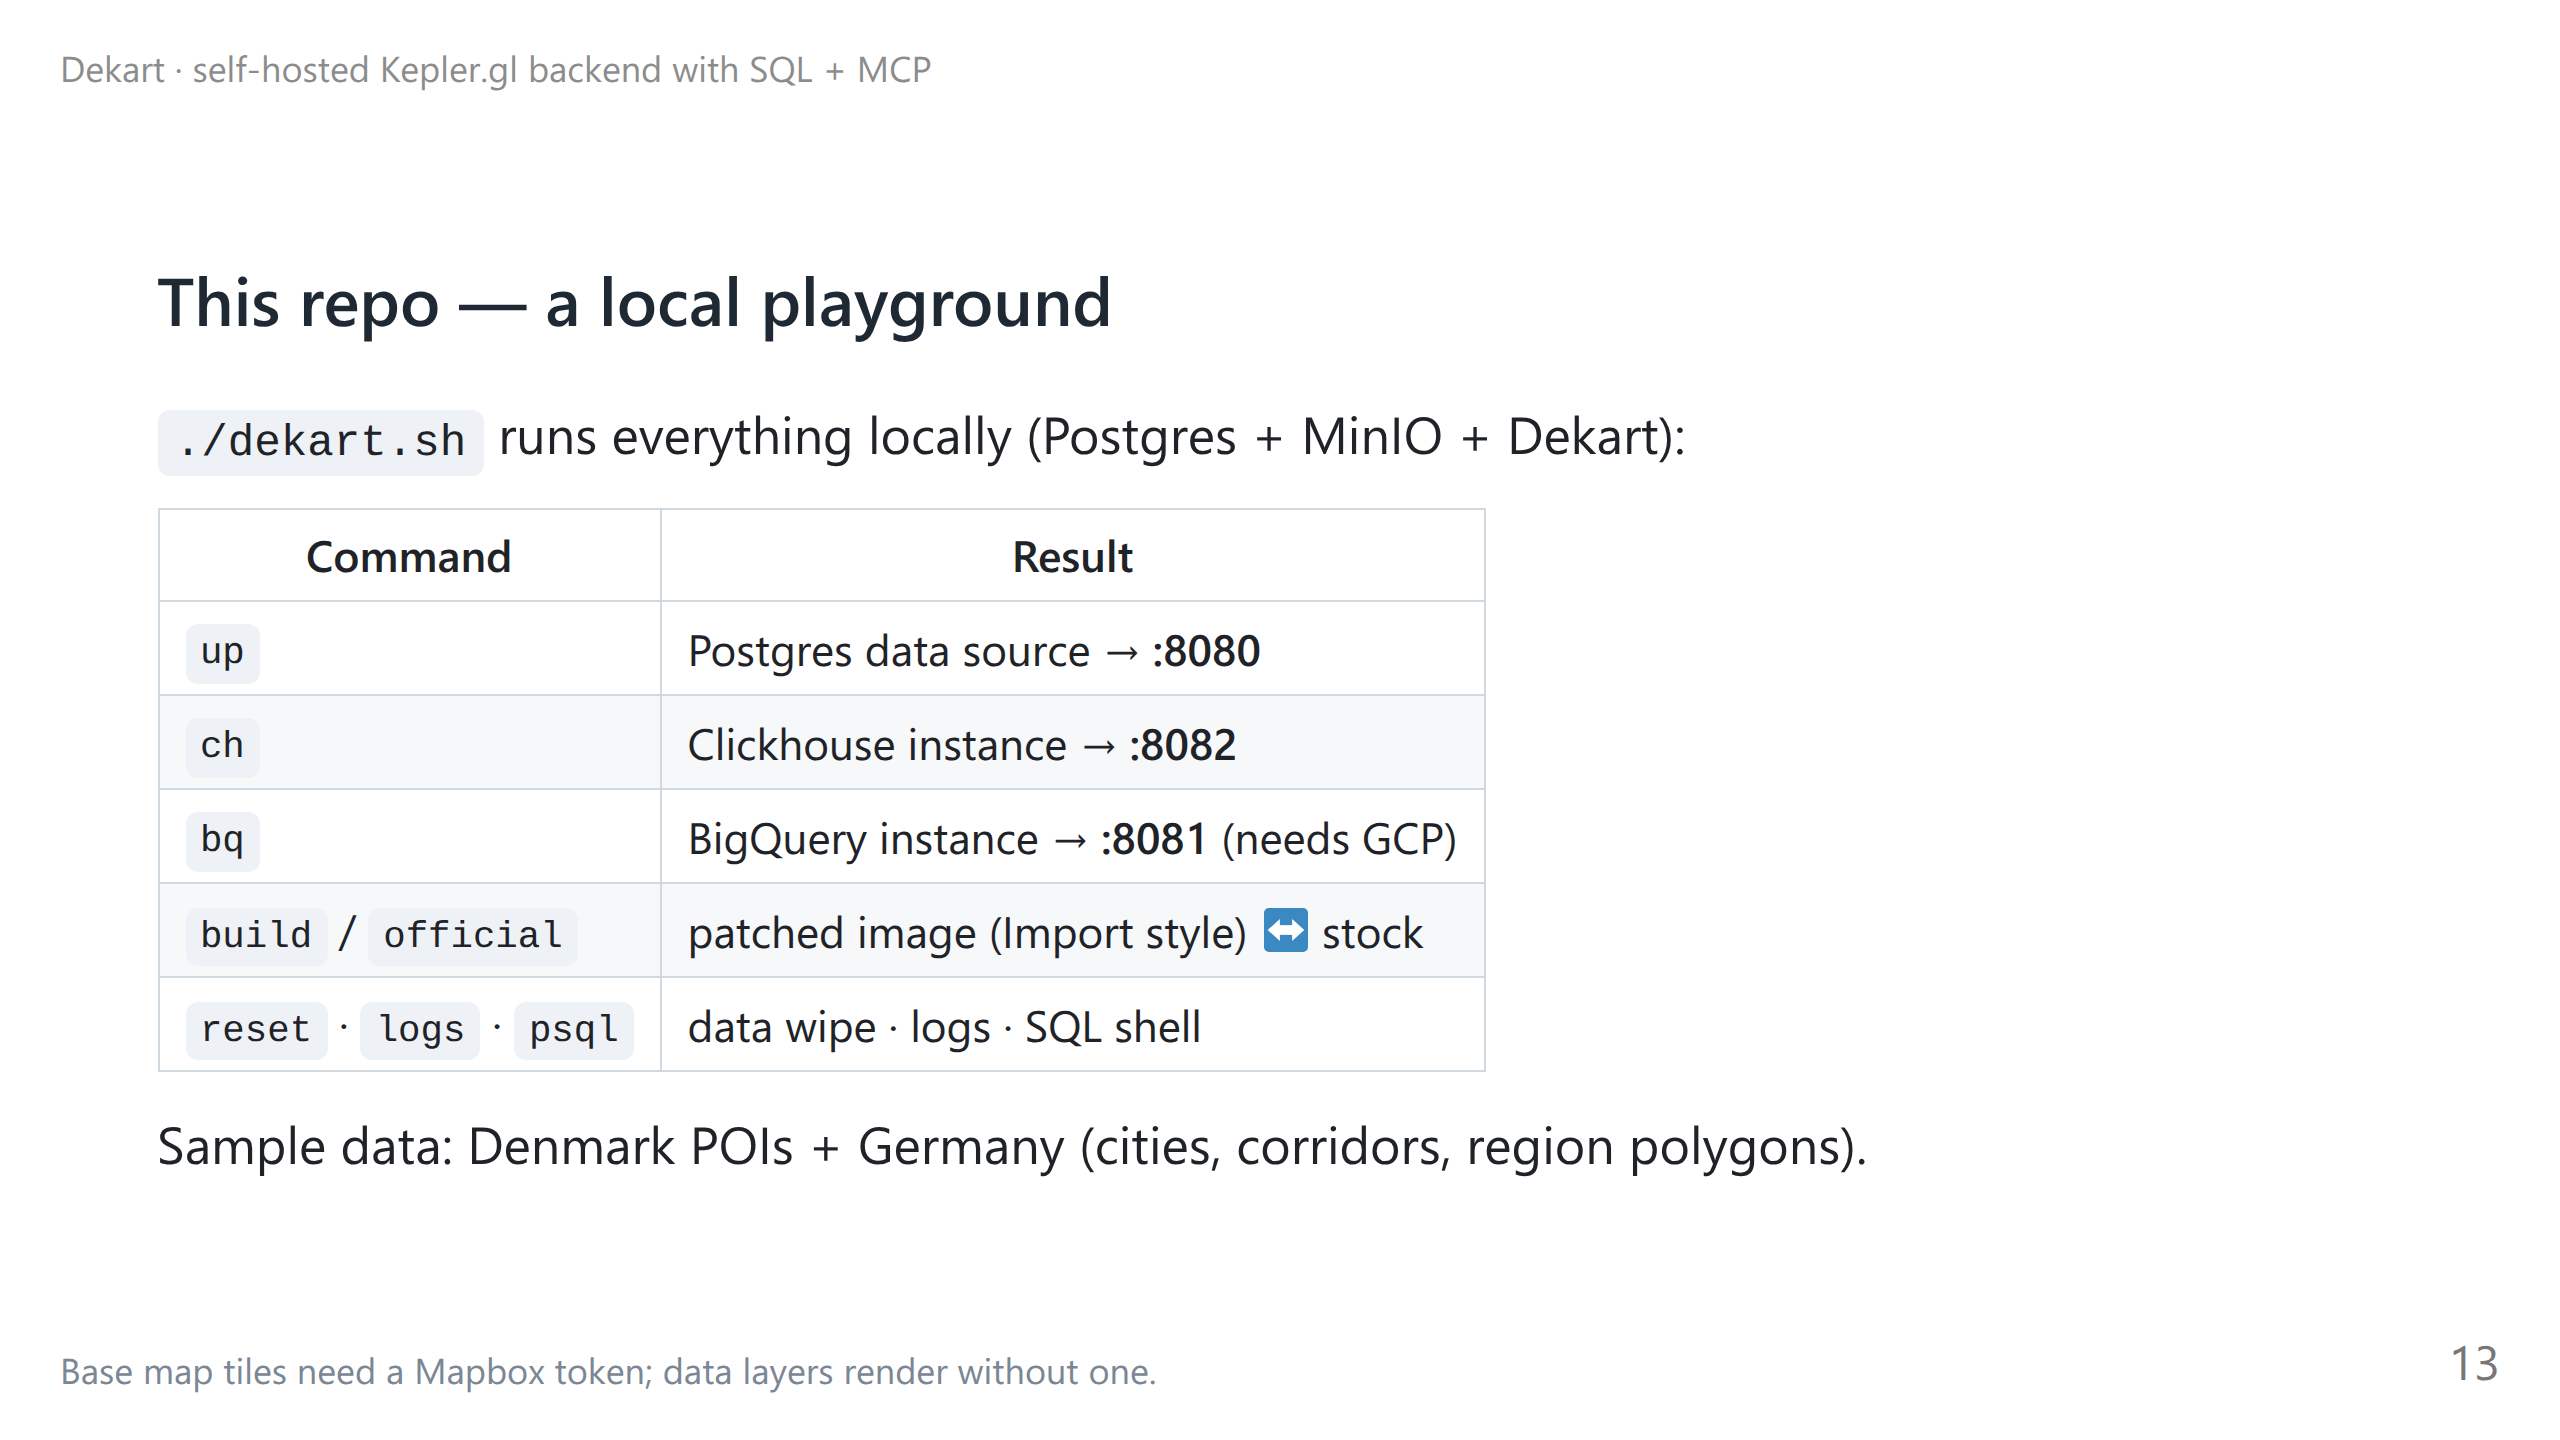 Dekart · self-hosted Kepler.gl backend with SQL + MCP
This repo — a local playground
./dekart.sh runs everything locally (Postgres + MinIO + Dekart):
Command Result
up Postgres data source → :8080
ch Clickhouse instance → :8082
bq BigQuery instance → :8081 (needs GCP)
build / official patched image (Import style) ↔️ stock
reset · logs · psql data wipe · logs · SQL shell
Sample data: Denmark POIs + Germany (cities, corridors, region polygons).
Base map tiles need a Mapbox token; data layers render without one.
13